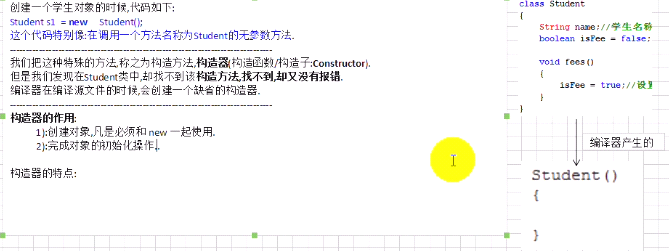 创建一个学生对象的时候,代码如下:
Student s1 = new Student();
这个代码特别像:在调用一个方法名称为Student的无参数方法.
------------------------------------------------------------
我们把这种特殊的方法,称之为构造方法,构造器(构造函数/构造子:Constructor).
但是我们发现在Student类中,却找不到该构造方法,找不到,却又没有报错.
编译器在编译源文件的时候,会创建一个缺省的构造器.
------------------------------------------------------------
构造器的作用:
1):创建对象,凡是必须和 new 一起使用.
2):完成对象的初始化操作.
构造器的特点:
class Student
{
String name;//学生名称
boolean isFee = false;
void fees()
{
isFee = true;//设置
}
}
编译器产生的
Student()
{
}